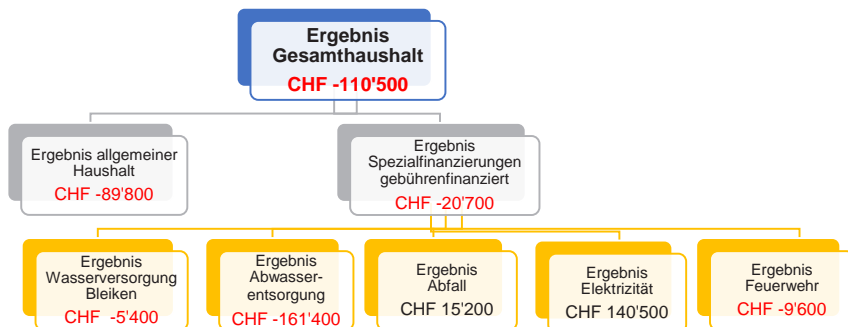 Ergebnis
Gesamthaushalt
CHF -110'500
Ergebnis allgemeiner
Haushalt
CHF -89'800
Ergebnis
Spezialfinanzierungen
gebührenfinanziert
CHF -20'700
Ergebnis
Wasserversorgung
Bleiken
CHF -5'400
Ergebnis
Abwasser-
entsorgung
CHF -161'400
Ergebnis
Abfall
CHF 15'200
Ergebnis
Elektrizität
CHF 140'500
Ergebnis
Feuerwehr
CHF -9'600